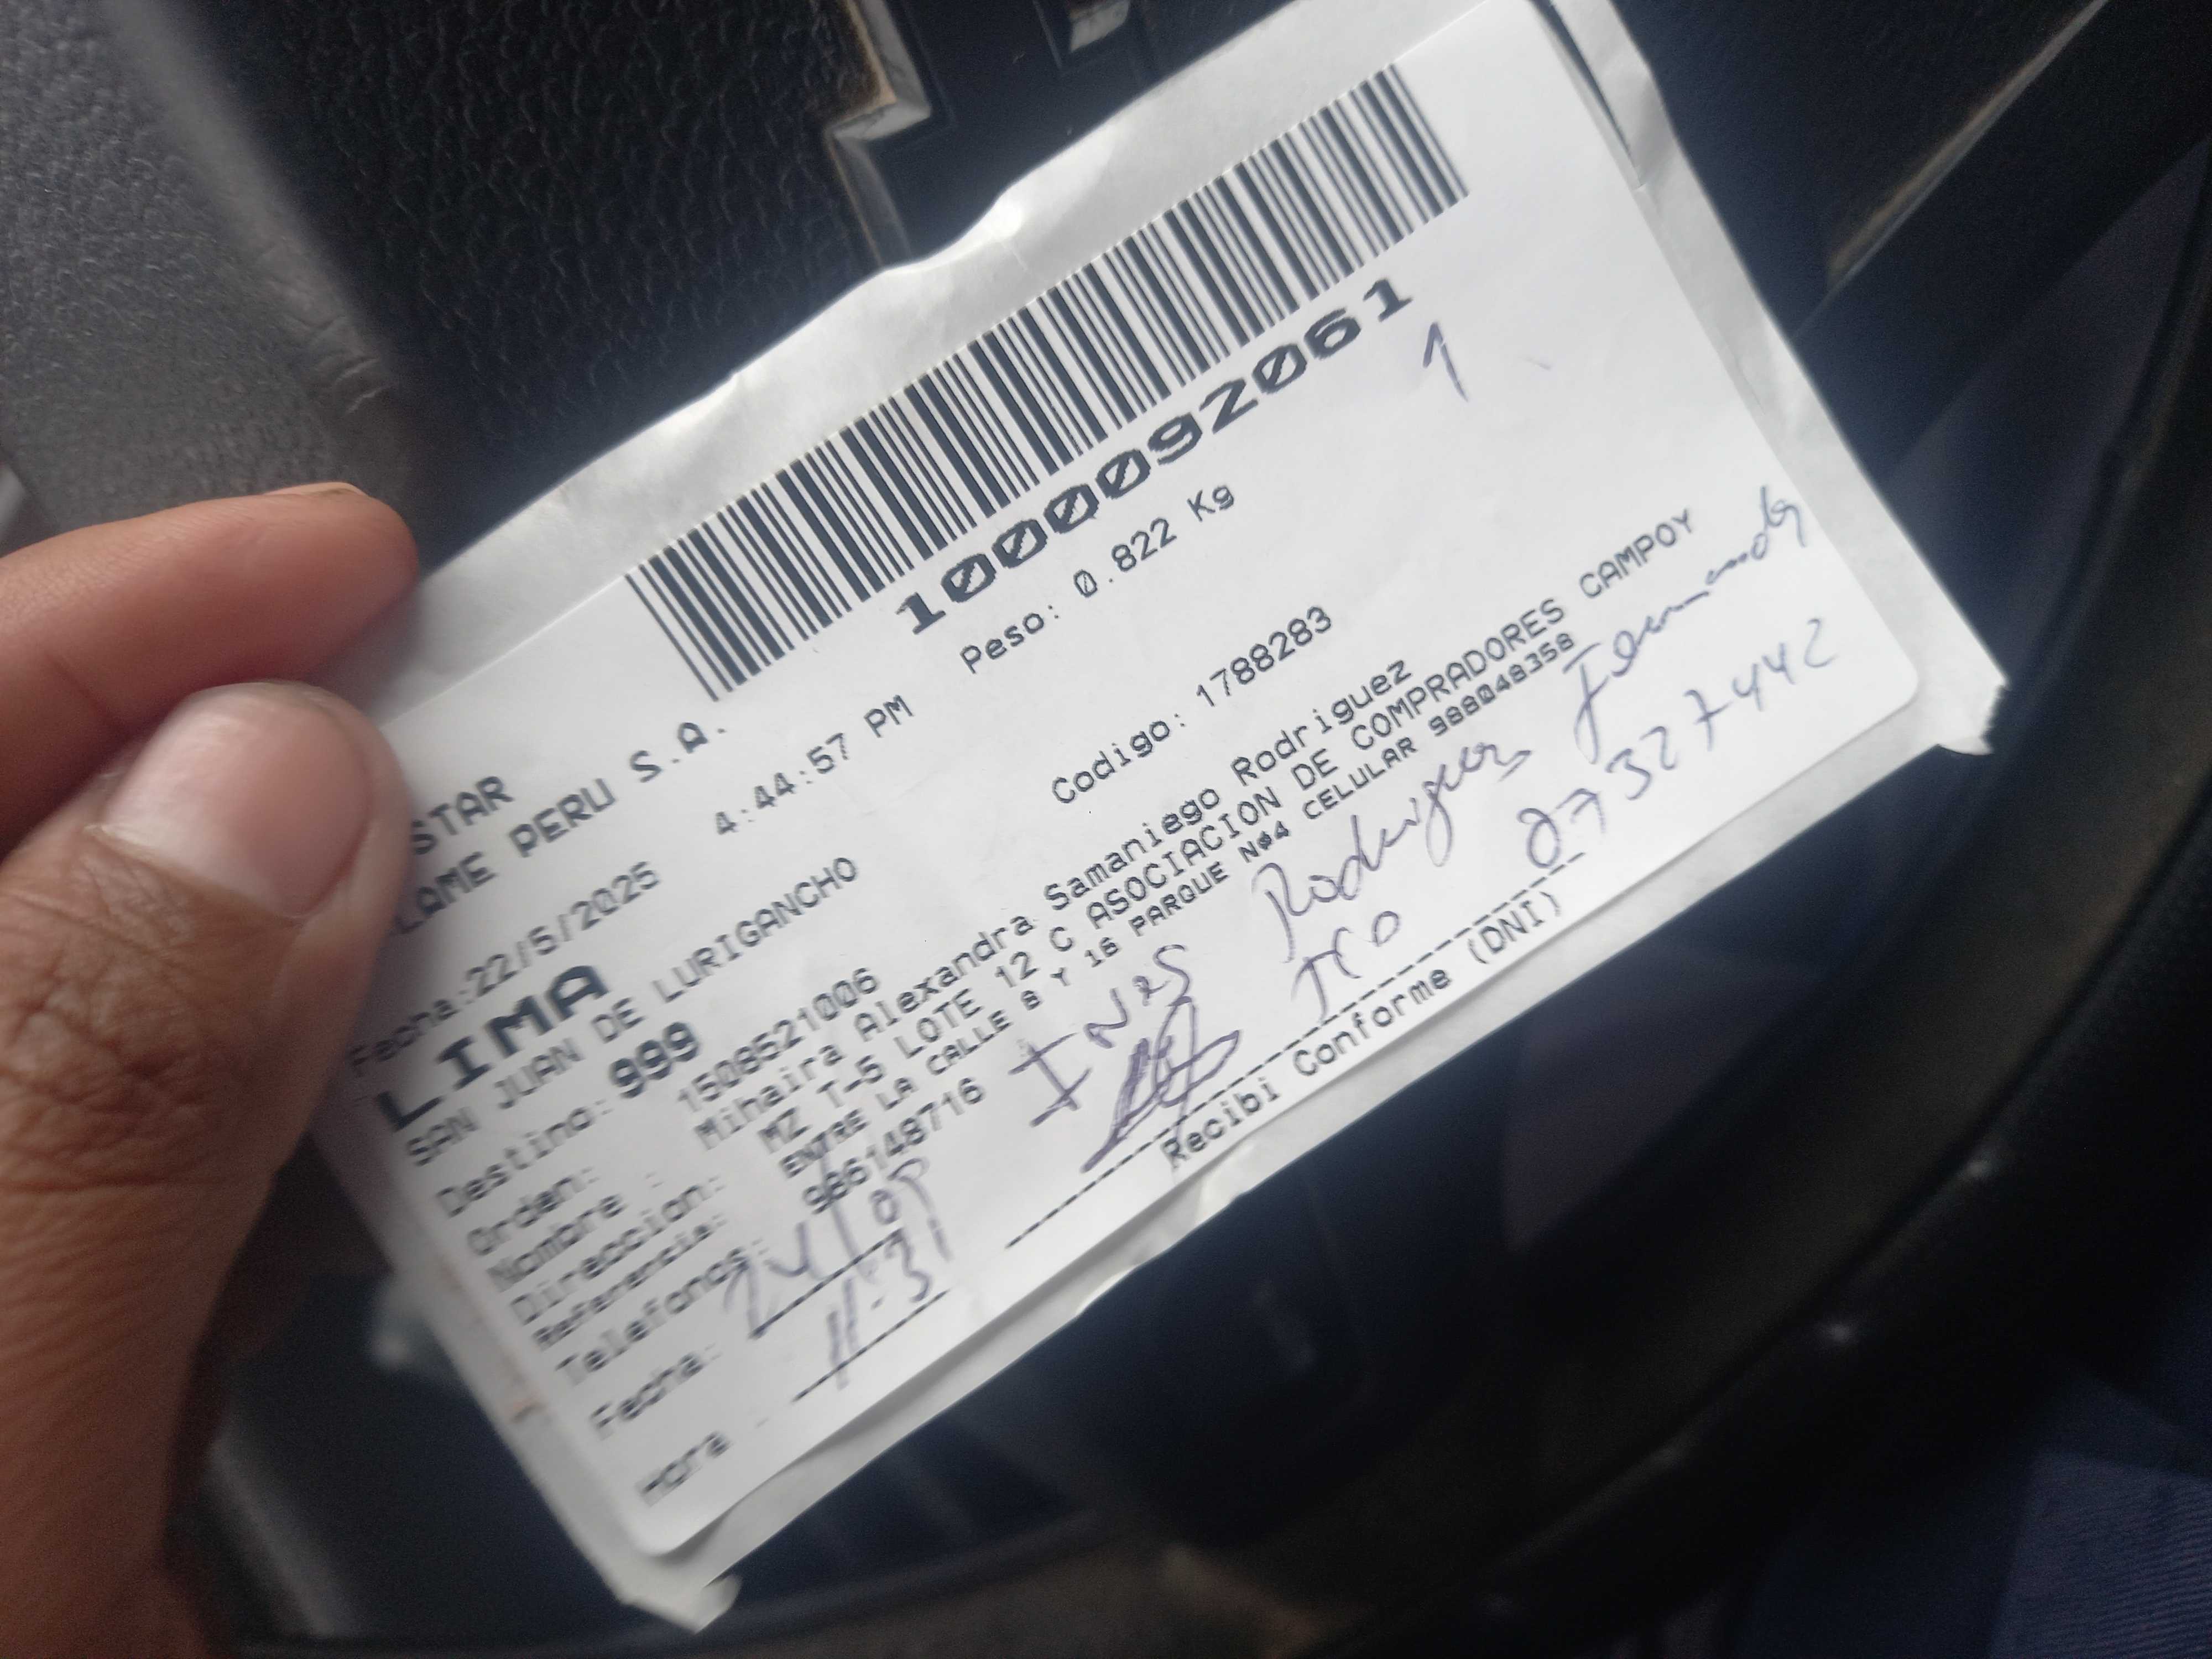 1000092061
1
STAR
LAME PERU S.A.
Fecha:22/5/2025 4:44:57 PM Peso: 0.822 Kg
LIMA
SAN JUAN DE LURIGANCHO
Destino: 999 Codigo: 1788283
Orden: 1508521006
Nombre : Mihaira Alexandra Samaniego Rodriguez
Direccion: MZ T-5 LOTE 12 C ASOCIACION DE COMPRADORES CAMPOY
Referencia: ENTRE LA CALLE 8 Y 16 PARQUE Nº4 CELULAR 988048358
Telefonos: 986148716
Ines Rodriguez
07327442
Fecha: 24/05
Hora : 11:31
Recibi Conforme (DNI)